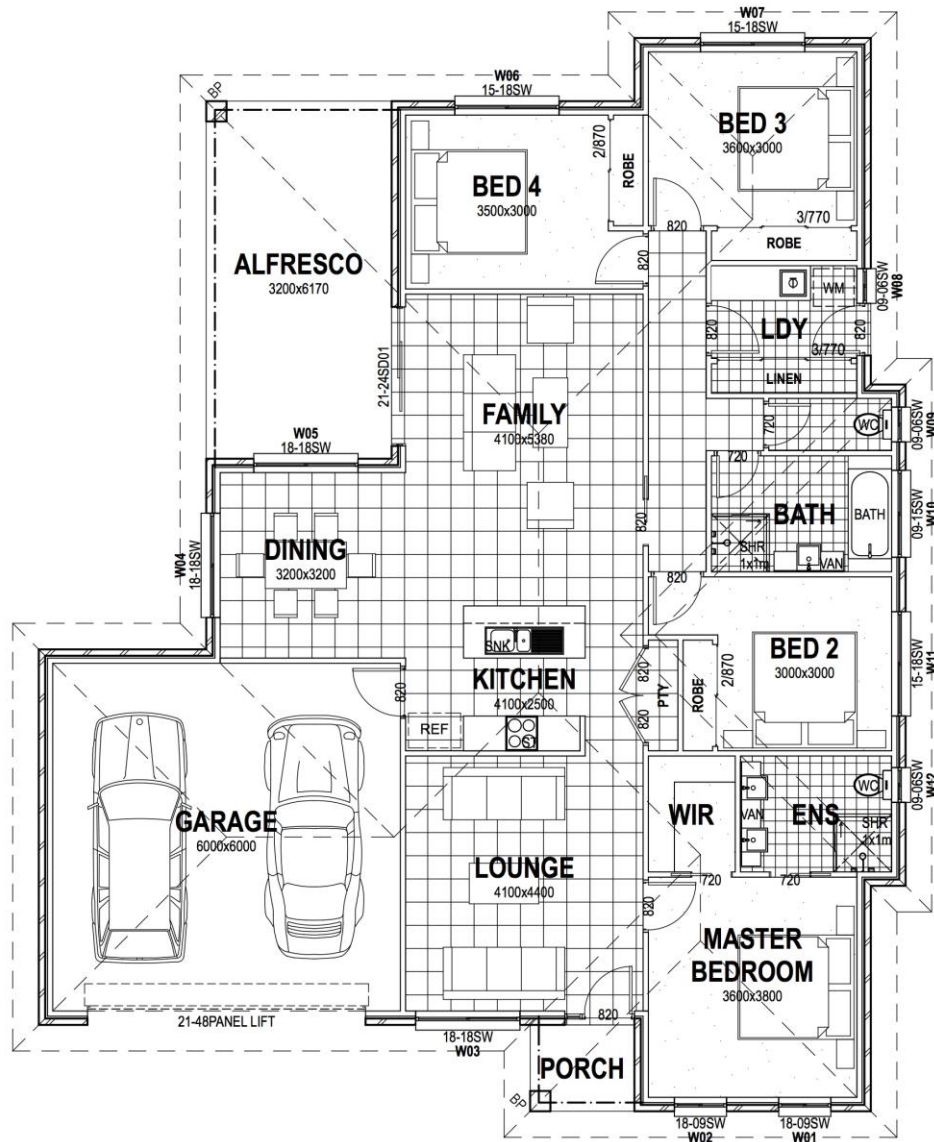 W07
15-18SW
W06
15-18SW
BP
BED 3
3600x3000
2/870
ROBE
BED 4
3500x3000
820
3/770
ROBE
820
ALFRESCO
3200x6170
WM
09-06SW
W08
820
LDY
820
3/770
LINEN
21-24SD01
FAMILY
4100x5380
WC
09-06SW
W09
720
W05
18-18SW
720
BATH
BATH
09-15SW
W10
SHR
1x1m
VAN
820
W04
18-18SW
DINING
3200x3200
820
SNK
KITCHEN
4100x2500
820
PTY
820
ROBE
2/870
BED 2
3000x3000
15-18SW
W11
820
REF
ST
GARAGE
6000x6000
WIR
VAN
ENS
WC
SHR
1x1m
09-06SW
W12
LOUNGE
4100x4400
720
720
820
MASTER
BEDROOM
3600x3800
21-48PANEL LIFT
18-18SW
W03
820
PORCH
BP
18-09SW
W02
18-09SW
W01